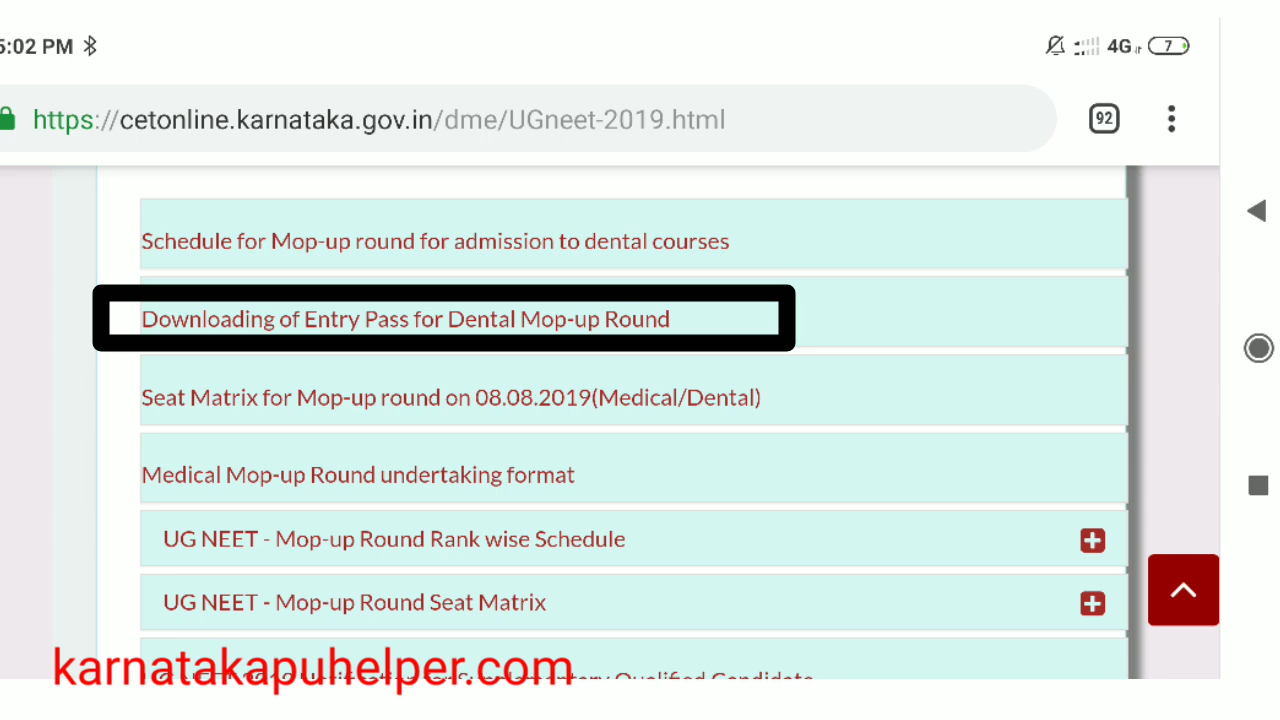 5:02 PM
4G 7
https://cetonline.karnataka.gov.in/dme/UGneet-2019.html 92
Schedule for Mop-up round for admission to dental courses
Downloading of Entry Pass for Dental Mop-up Round
Seat Matrix for Mop-up round on 08.08.2019(Medical/Dental)
Medical Mop-up Round undertaking format
UG NEET - Mop-up Round Rank wise Schedule
UG NEET - Mop-up Round Seat Matrix
karnatakapuhelper.com
Qualified Candidate